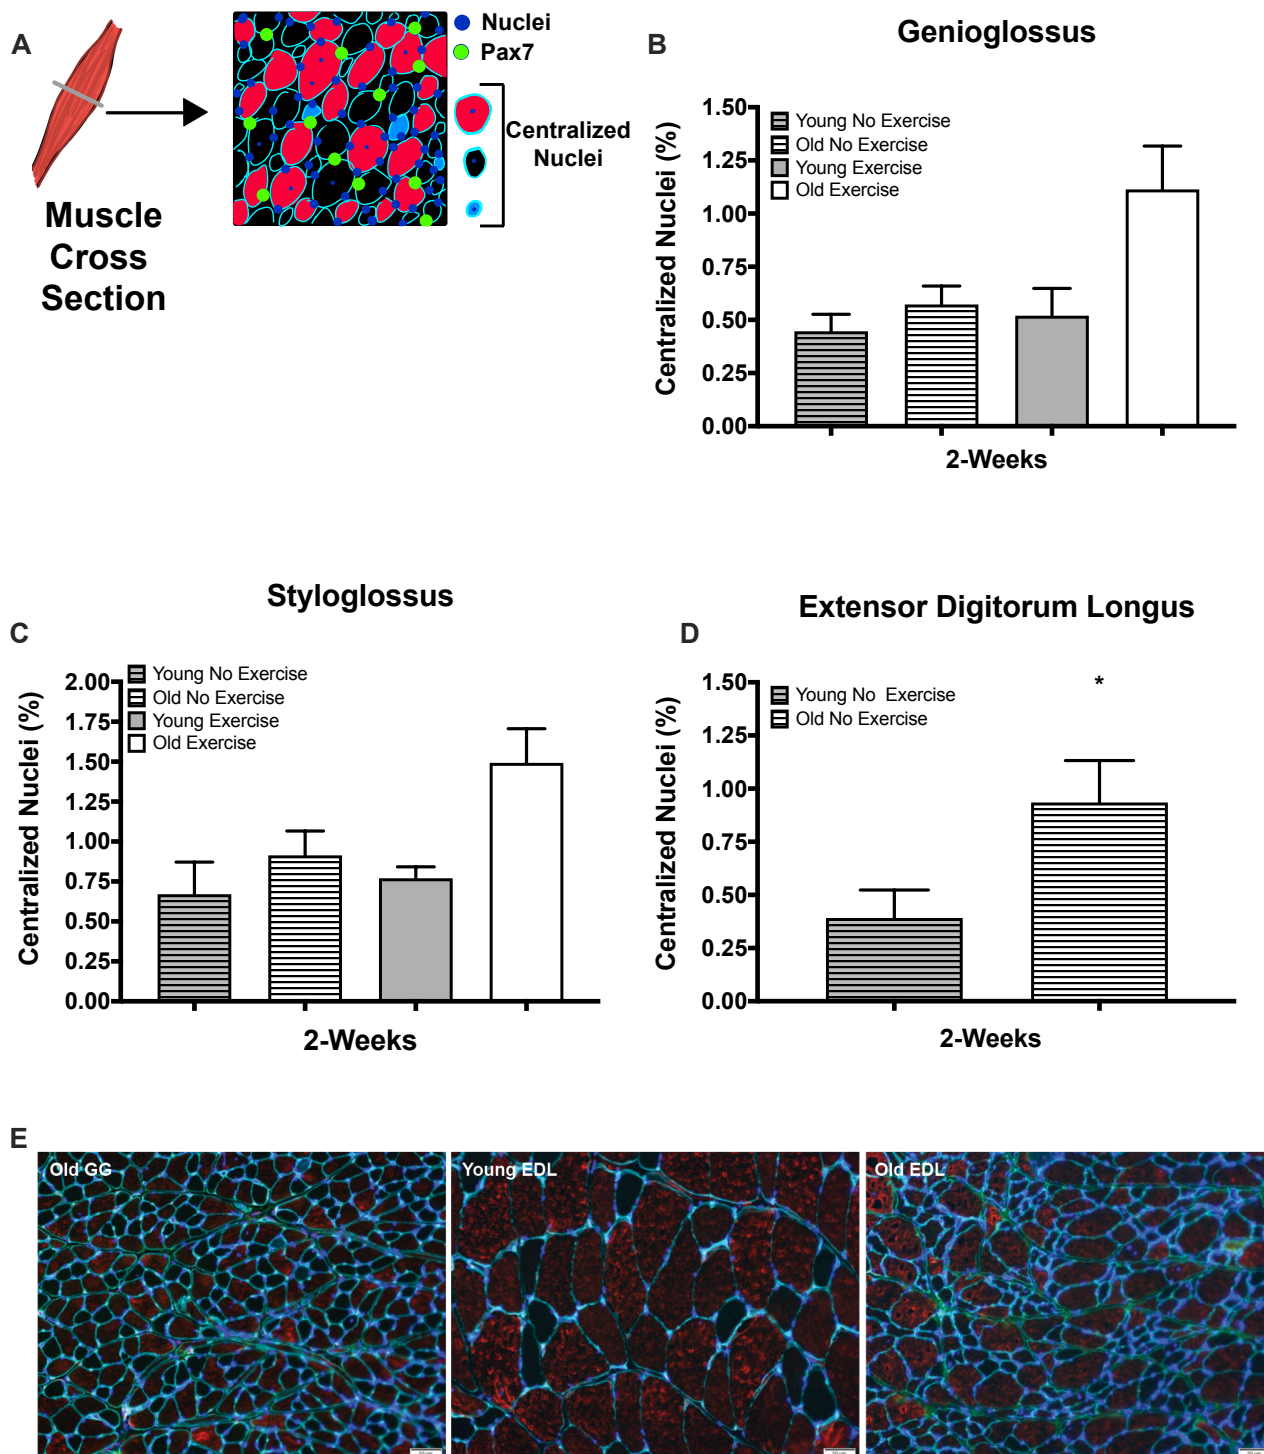 A
Nuclei
Pax7
Centralized
Nuclei
Muscle
Cross
Section
B
Genioglossus
Centralized Nuclei (%)
1.50
1.25
1.00
0.75
0.50
0.25
0.00
Young No Exercise
Old No Exercise
Young Exercise
Old Exercise
2-Weeks
C
Styloglossus
Centralized Nuclei (%)
2.00
1.75
1.50
1.25
1.00
0.75
0.50
0.25
0.00
Young No Exercise
Old No Exercise
Young Exercise
Old Exercise
2-Weeks
D
Extensor Digitorum Longus
Centralized Nuclei (%)
1.50
1.25
1.00
0.75
0.50
0.25
0.00
Young No Exercise
Old No Exercise
*
2-Weeks
E
Old GG
Young EDL
Old EDL